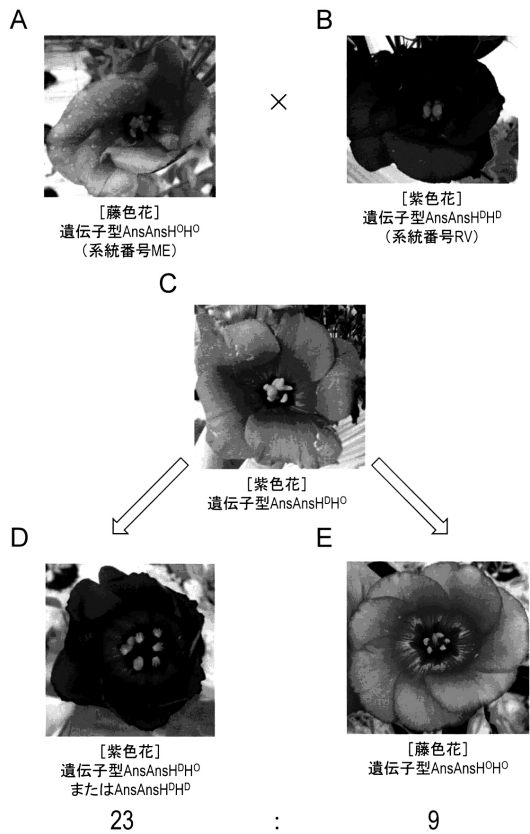 A
B
×
[藤色花]
遺伝子型AnsAnsHᴼHᴼ
（系統番号ME）
[紫色花]
遺伝子型AnsAnsHᴰHᴰ
（系統番号RV）
C
[紫色花]
遺伝子型AnsAnsHᴰHᴼ
D
E
[紫色花]
遺伝子型AnsAnsHᴰHᴼ
またはAnsAnsHᴰHᴰ
[藤色花]
遺伝子型AnsAnsHᴼHᴼ
23 : 9